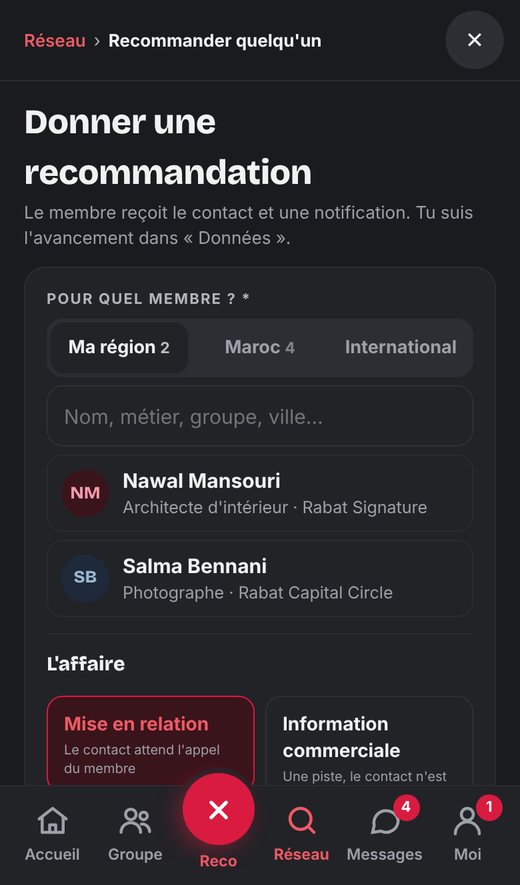 Réseau › Recommander quelqu'un
Donner une
recommandation
Le membre reçoit le contact et une notification. Tu suis
l'avancement dans « Données ».
POUR QUEL MEMBRE ? *
Ma région 2
Maroc 4
International
Nom, métier, groupe, ville...
NM
Nawal Mansouri
Architecte d'intérieur · Rabat Signature
SB
Salma Bennani
Photographe · Rabat Capital Circle
L'affaire
Mise en relation
Le contact attend l'appel
du membre
Information
commerciale
Une piste, le contact n'est
Accueil
Groupe
Reco
Réseau
4
Messages
1
Moi